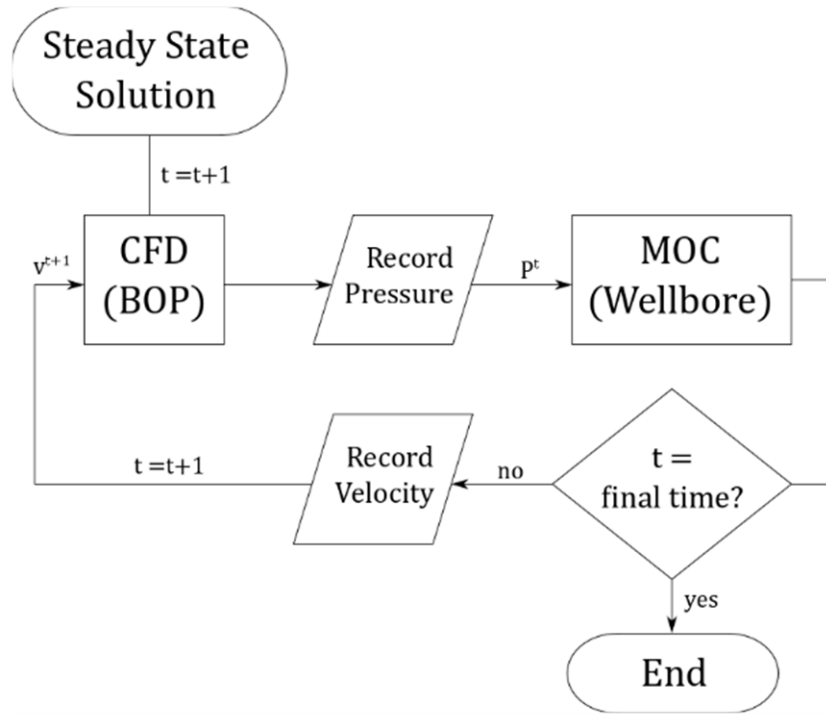 Steady State
Solution
t =t+1
v^{t+1}
CFD
(BOP)
Record
Pressure
P^t
MOC
(Wellbore)
t =t+1
Record
Velocity
no
t =
final time?
yes
End